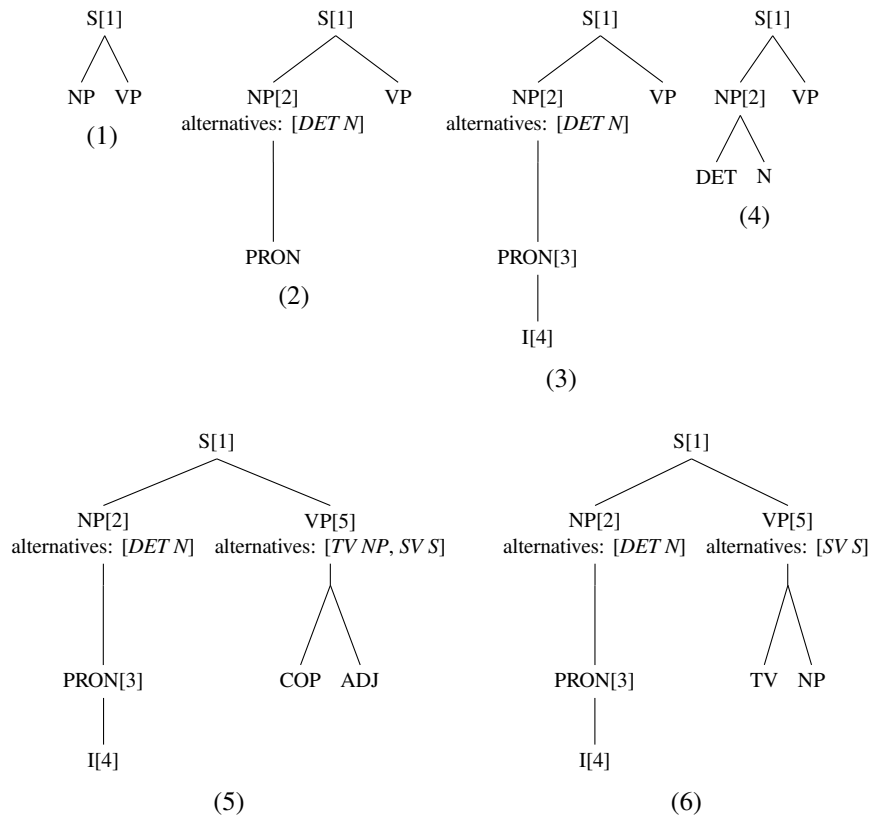 S[1]
NP VP
(1)
S[1]
NP[2] VP
alternatives: [DET N]
PRON
(2)
S[1]
NP[2] VP
alternatives: [DET N]
PRON[3]
I[4]
(3)
S[1]
NP[2] VP
DET N
(4)
S[1]
NP[2] VP[5]
alternatives: [DET N] alternatives: [TV NP, SV S]
PRON[3] COP ADJ
I[4]
(5)
S[1]
NP[2] VP[5]
alternatives: [DET N] alternatives: [SV S]
PRON[3] TV NP
I[4]
(6)